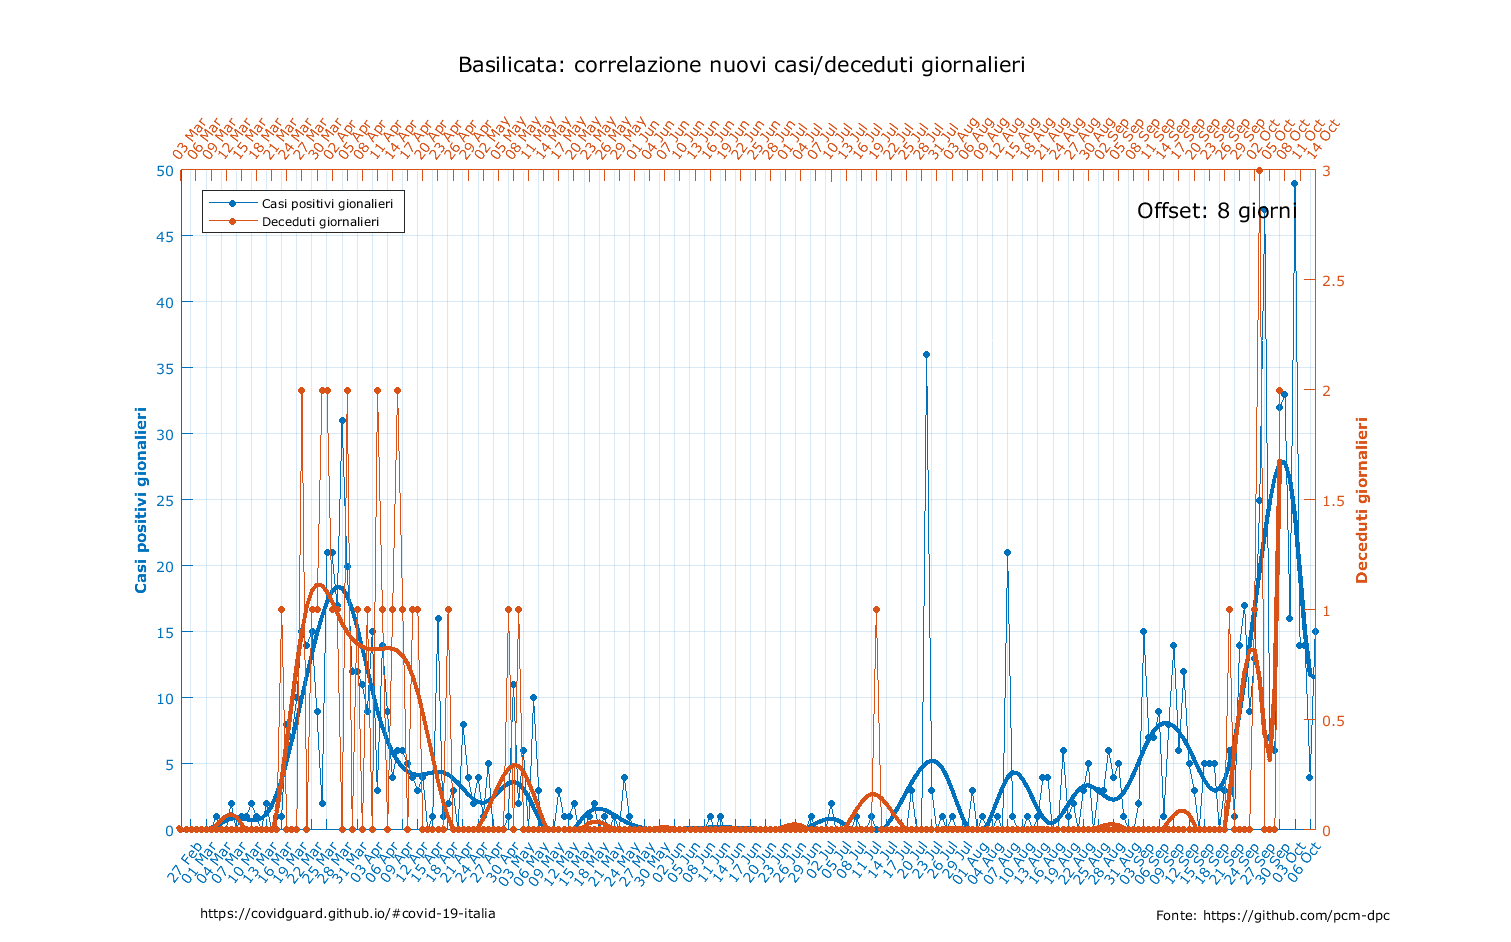 Basilicata: correlazione nuovi casi/deceduti giornalieri
03 Mar
06 Mar
09 Mar
12 Mar
15 Mar
18 Mar
21 Mar
24 Mar
27 Mar
30 Mar
02 Apr
05 Apr
08 Apr
11 Apr
14 Apr
17 Apr
20 Apr
23 Apr
26 Apr
29 Apr
02 May
05 May
08 May
11 May
14 May
17 May
20 May
23 May
26 May
29 May
01 Jun
04 Jun
07 Jun
10 Jun
13 Jun
16 Jun
19 Jun
22 Jun
25 Jun
28 Jun
01 Jul
04 Jul
07 Jul
10 Jul
13 Jul
16 Jul
19 Jul
22 Jul
25 Jul
28 Jul
31 Jul
03 Aug
06 Aug
09 Aug
12 Aug
15 Aug
18 Aug
21 Aug
24 Aug
27 Aug
30 Aug
02 Sep
05 Sep
08 Sep
11 Sep
14 Sep
17 Sep
20 Sep
23 Sep
26 Sep
29 Sep
02 Oct
05 Oct
08 Oct
11 Oct
14 Oct
Casi positivi gionalieri
Deceduti giornalieri
Offset: 8 giorni
50
45
40
35
30
25
20
15
10
5
0
Casi positivi gionalieri
3
2.5
2
1.5
1
0.5
0
Deceduti giornalieri
27 Feb
01 Mar
04 Mar
07 Mar
10 Mar
13 Mar
16 Mar
19 Mar
22 Mar
25 Mar
28 Mar
31 Mar
03 Apr
06 Apr
09 Apr
12 Apr
15 Apr
18 Apr
21 Apr
24 Apr
27 Apr
30 Apr
03 May
06 May
09 May
12 May
15 May
18 May
21 May
24 May
27 May
30 May
02 Jun
05 Jun
08 Jun
11 Jun
14 Jun
17 Jun
20 Jun
23 Jun
26 Jun
29 Jun
02 Jul
05 Jul
08 Jul
11 Jul
14 Jul
17 Jul
20 Jul
23 Jul
26 Jul
29 Jul
01 Aug
04 Aug
07 Aug
10 Aug
13 Aug
16 Aug
19 Aug
22 Aug
25 Aug
28 Aug
31 Aug
03 Sep
06 Sep
09 Sep
12 Sep
15 Sep
18 Sep
21 Sep
24 Sep
27 Sep
30 Sep
03 Oct
06 Oct
https://covidguard.github.io/#covid-19-italia
Fonte: https://github.com/pcm-dpc